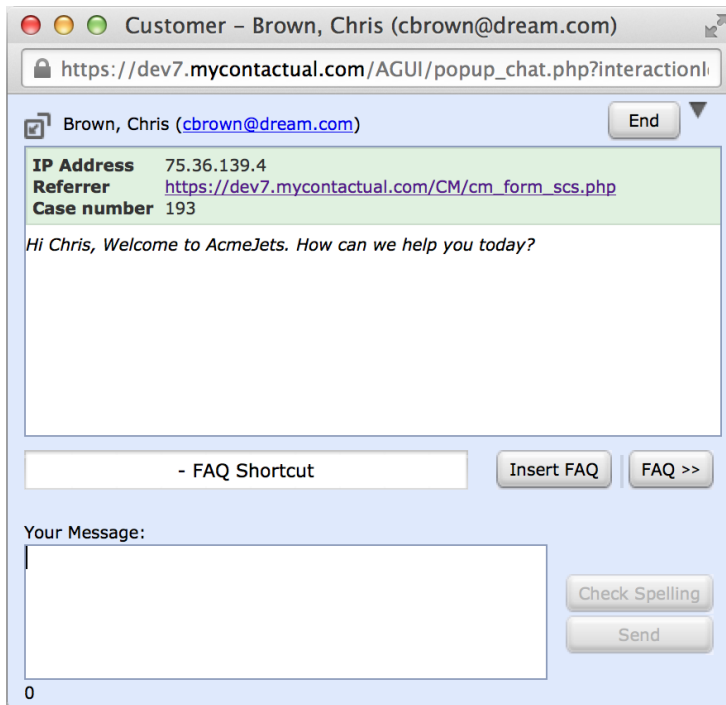 Customer – Brown, Chris (cbrown@dream.com)
https://dev7.mycontactual.com/AGUI/popup_chat.php?interactionI
Brown, Chris (cbrown@dream.com)
End
IP Address 75.36.139.4
Referrer https://dev7.mycontactual.com/CM/cm_form_scs.php
Case number 193
Hi Chris, Welcome to AcmeJets. How can we help you today?
- FAQ Shortcut
Insert FAQ
FAQ >>
Your Message:
Check Spelling
Send
0